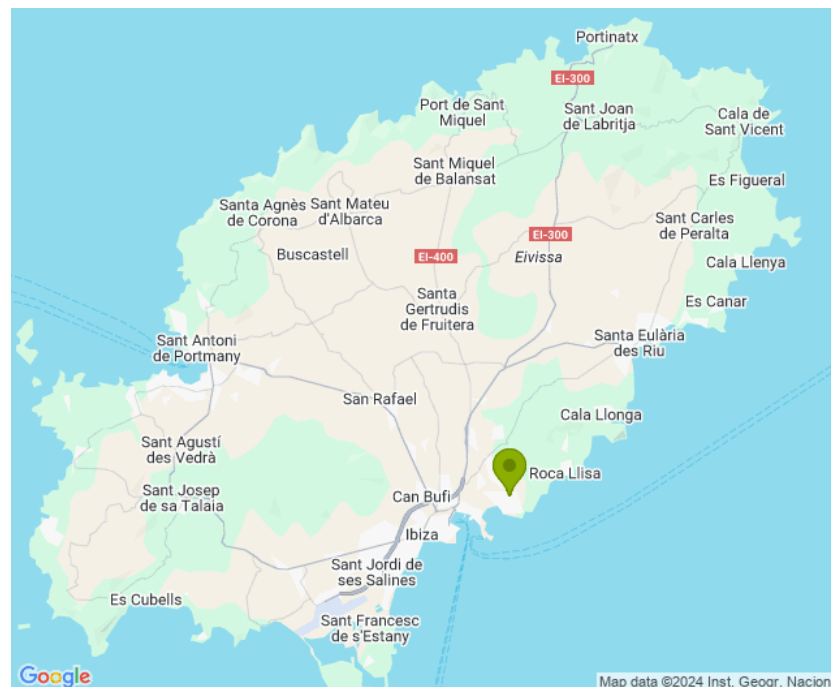 Portinatx
EI-300
Port de Sant
Miquel
Sant Joan
de Labritja
Cala de
Sant Vicent
Sant Miquel
de Balansat
Es Figueral
Santa Agnès
de Corona
Sant Mateu
d'Albarca
Sant Carles
de Peralta
EI-300
Buscastell
EI-400
Eivissa
Cala Llenya
Santa
Gertrudis
de Fruitera
Es Canar
Sant Antoni
de Portmany
Santa Eulària
des Riu
San Rafael
Cala Llonga
Sant Agustí
des Vedrà
Roca Llisa
Sant Josep
de sa Talaia
Can Bufi
Ibiza
Sant Jordi de
ses Salines
Es Cubells
Sant Francesc
de s'Estany
Google
Map data ©2024 Inst. Geogr. Nacion